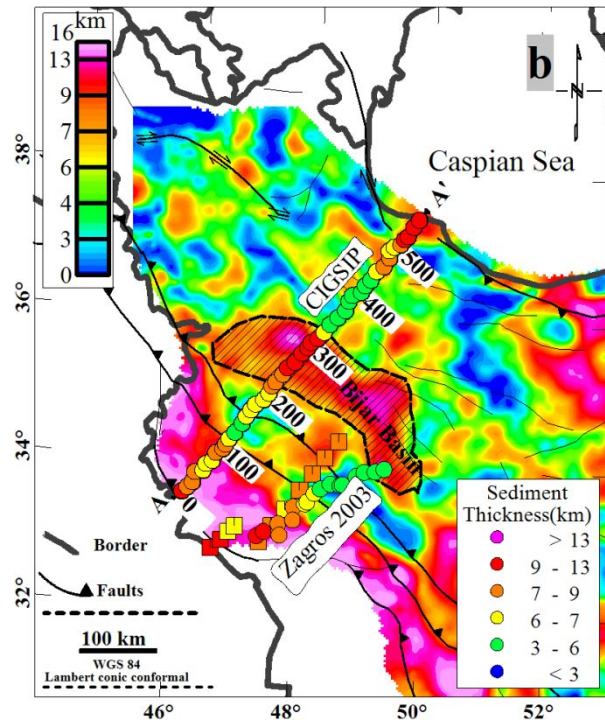 km
16
13
9
7
6
4
3
0
b
N
38°
36°
34°
32°
Caspian Sea
A'
CIGSIP
500
400
300
200
100
0
A
Bijar Basin
Zagros 2003
Border
Faults
100 km
WGS 84
Lambert conic conformal
Sediment
Thickness(km)
> 13
9 - 13
7 - 9
6 - 7
3 - 6
< 3
46°
48°
50°
52°